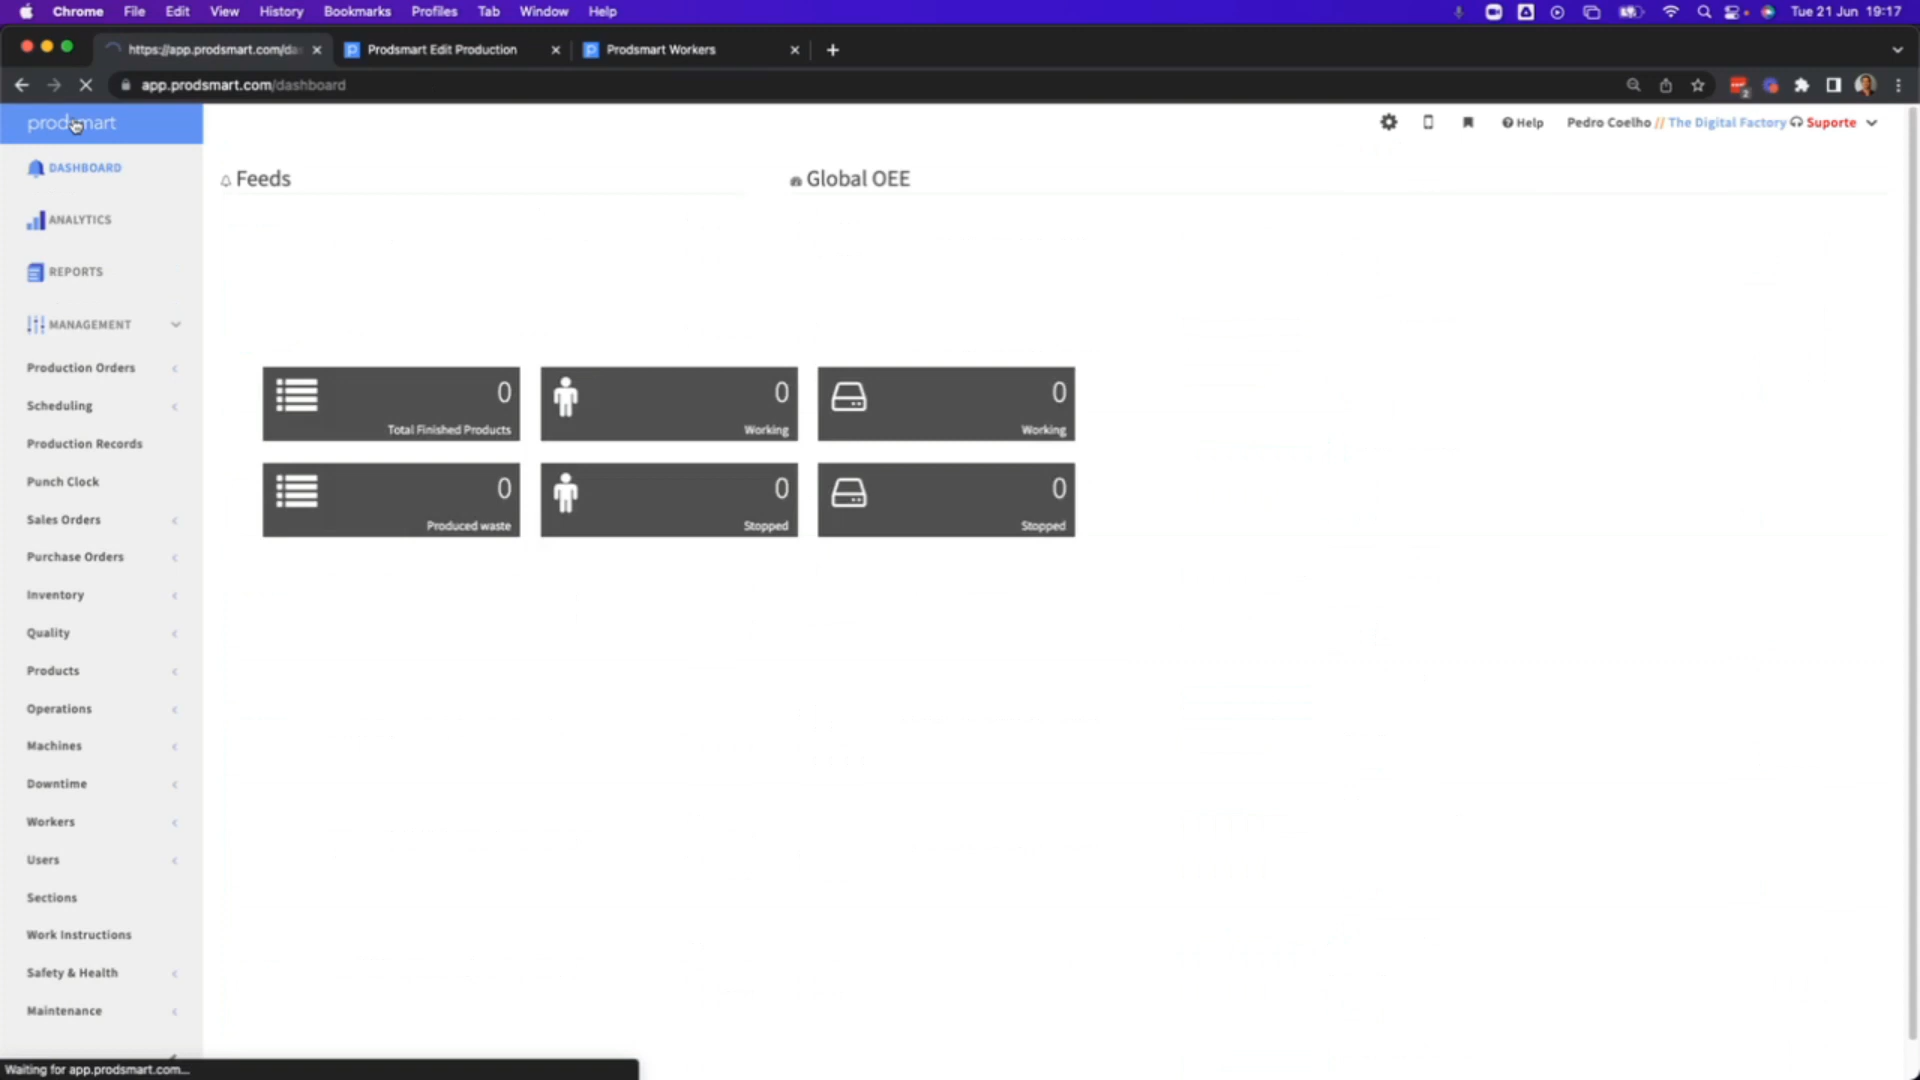 Chrome File Edit View History Bookmarks Profiles Tab Window Help Tue 21 Jun 19:17
https://app.prodsmart.com/da Prodsmart Edit Production Prodsmart Workers
app.prodsmart.com/dashboard
prodsmart
Help Pedro Coelho // The Digital Factory Suporte
DASHBOARD
ANALYTICS
REPORTS
MANAGEMENT
Production Orders
Scheduling
Production Records
Punch Clock
Sales Orders
Purchase Orders
Inventory
Quality
Products
Operations
Machines
Downtime
Workers
Users
Sections
Work Instructions
Safety & Health
Maintenance
Feeds
Global OEE
0
Total Finished Products
0
Working
0
Working
0
Produced waste
0
Stopped
0
Stopped
Waiting for app.prodsmart.com...